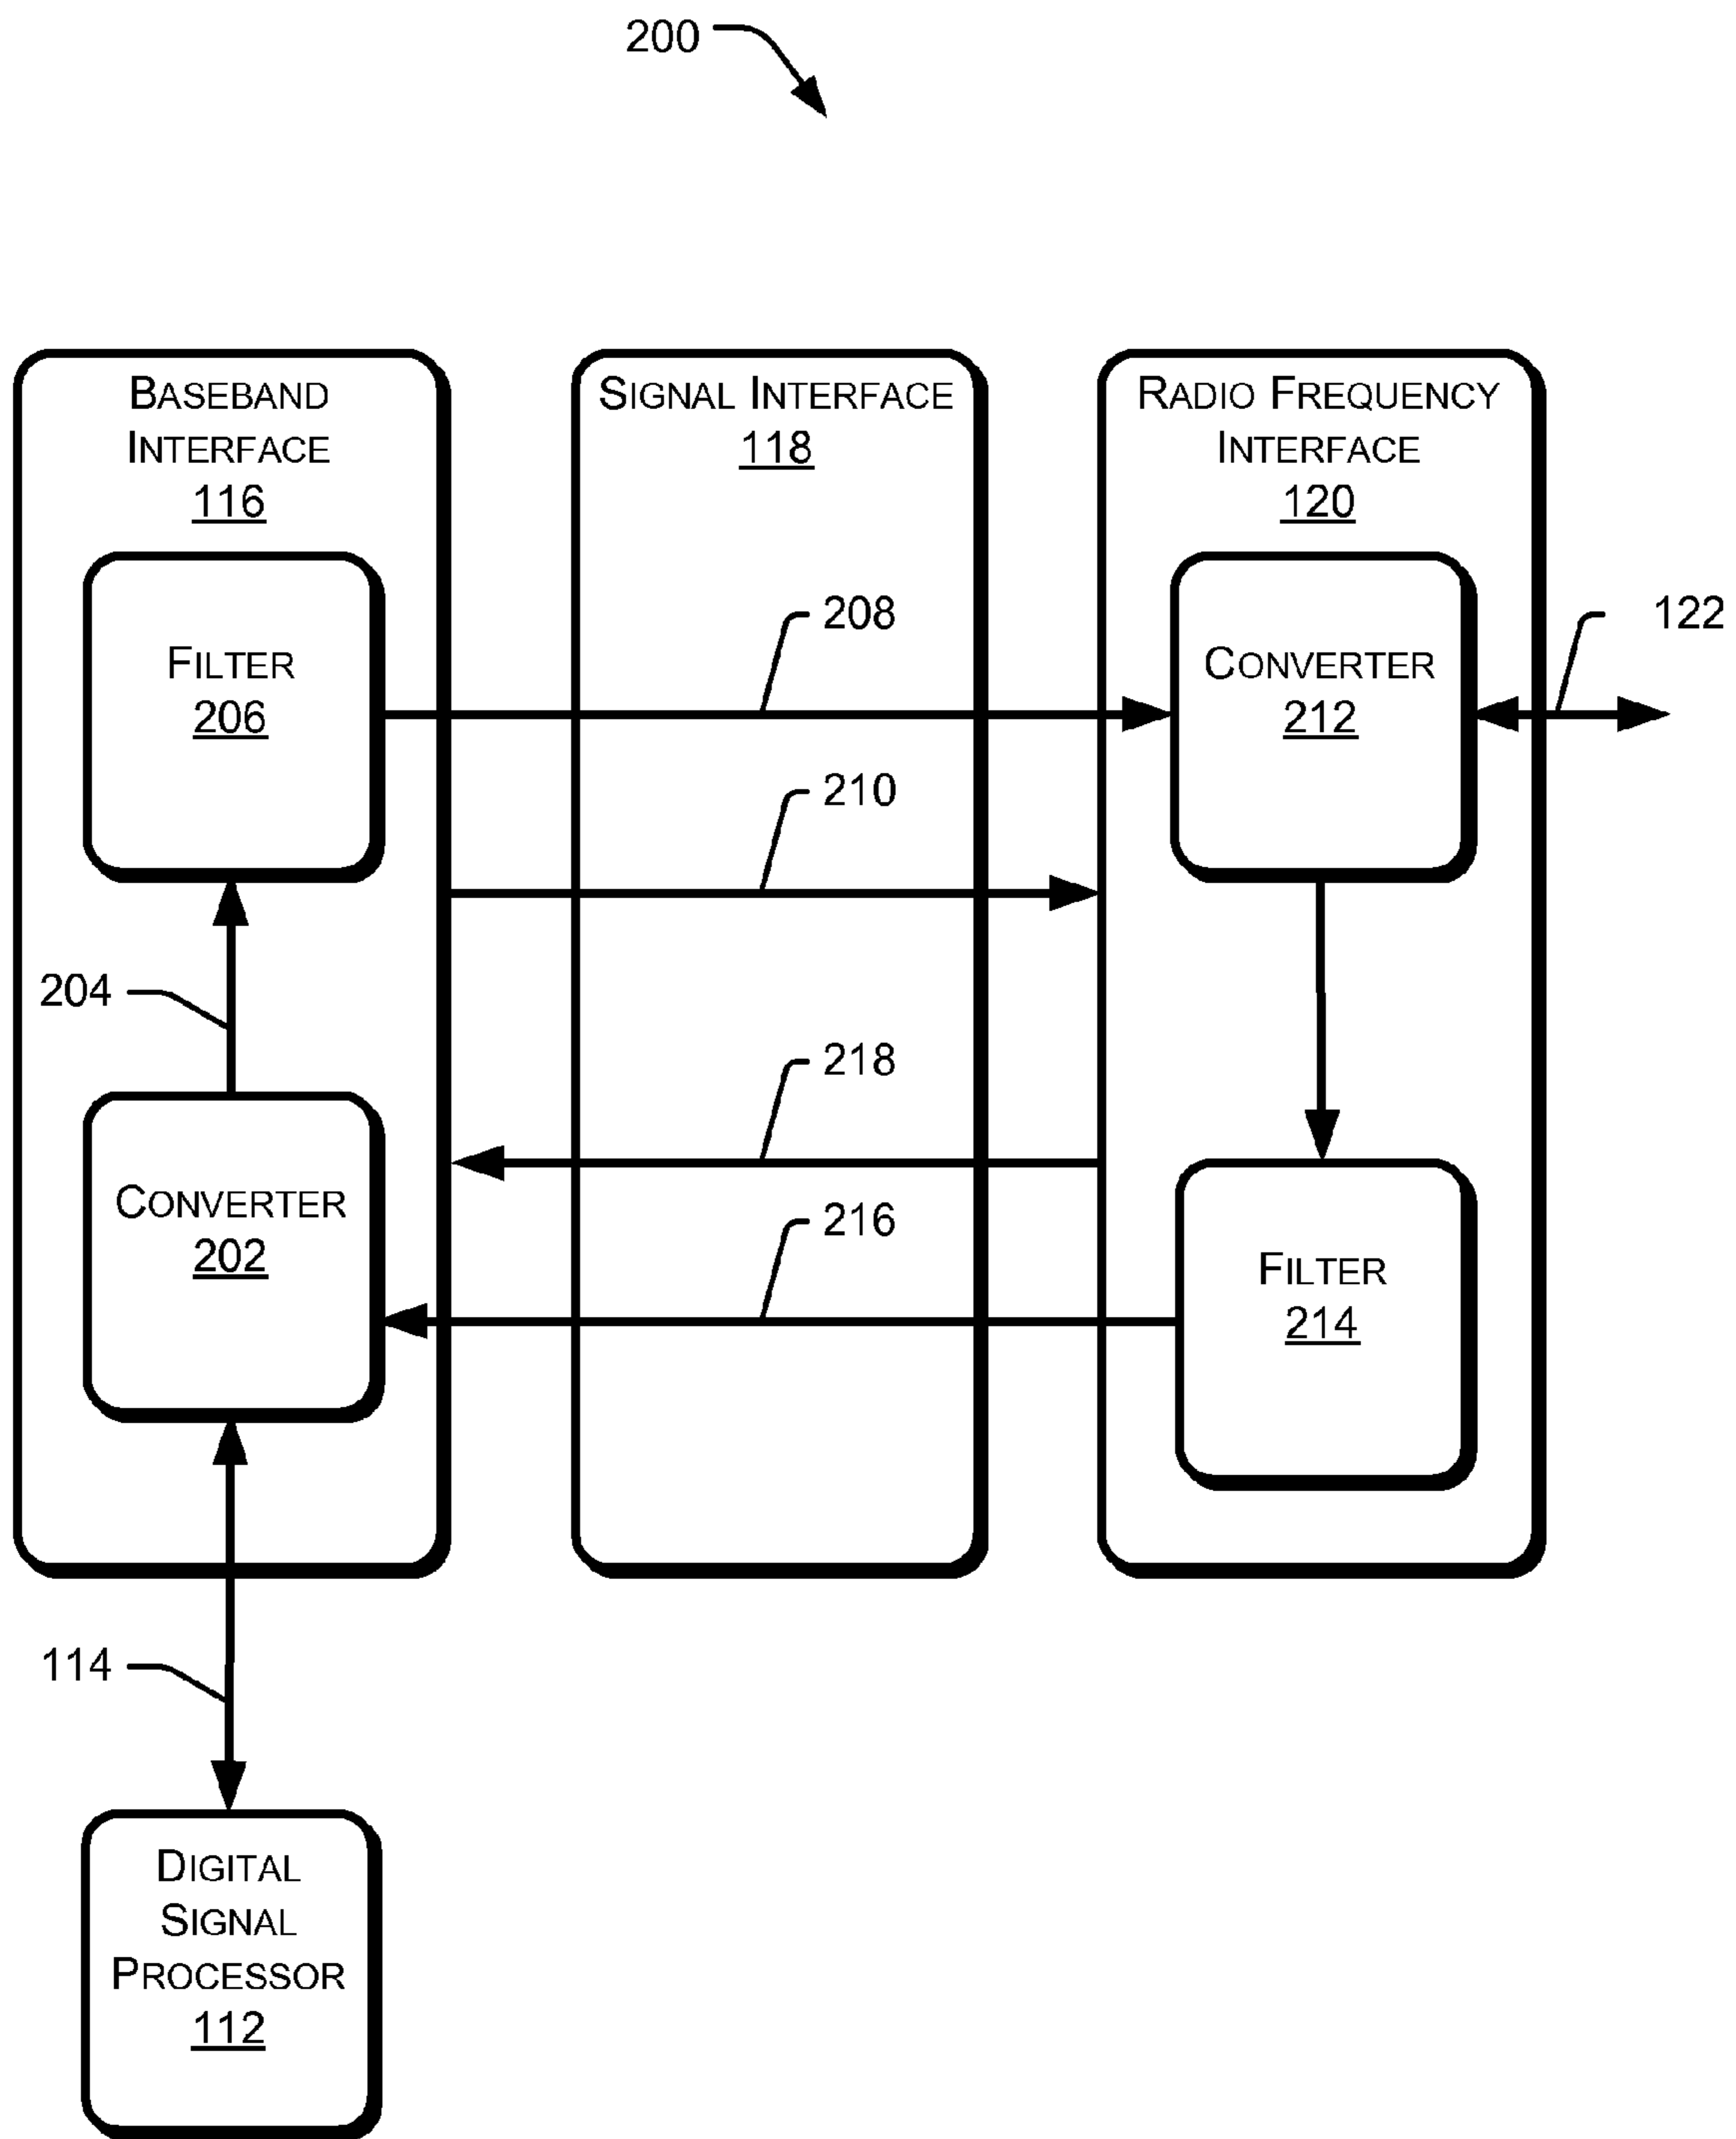 200
BASEBAND
INTERFACE
116
SIGNAL INTERFACE
118
RADIO FREQUENCY
INTERFACE
120
FILTER
206
208
CONVERTER
212
122
210
204
218
CONVERTER
202
216
FILTER
214
114
DIGITAL
SIGNAL
PROCESSOR
112